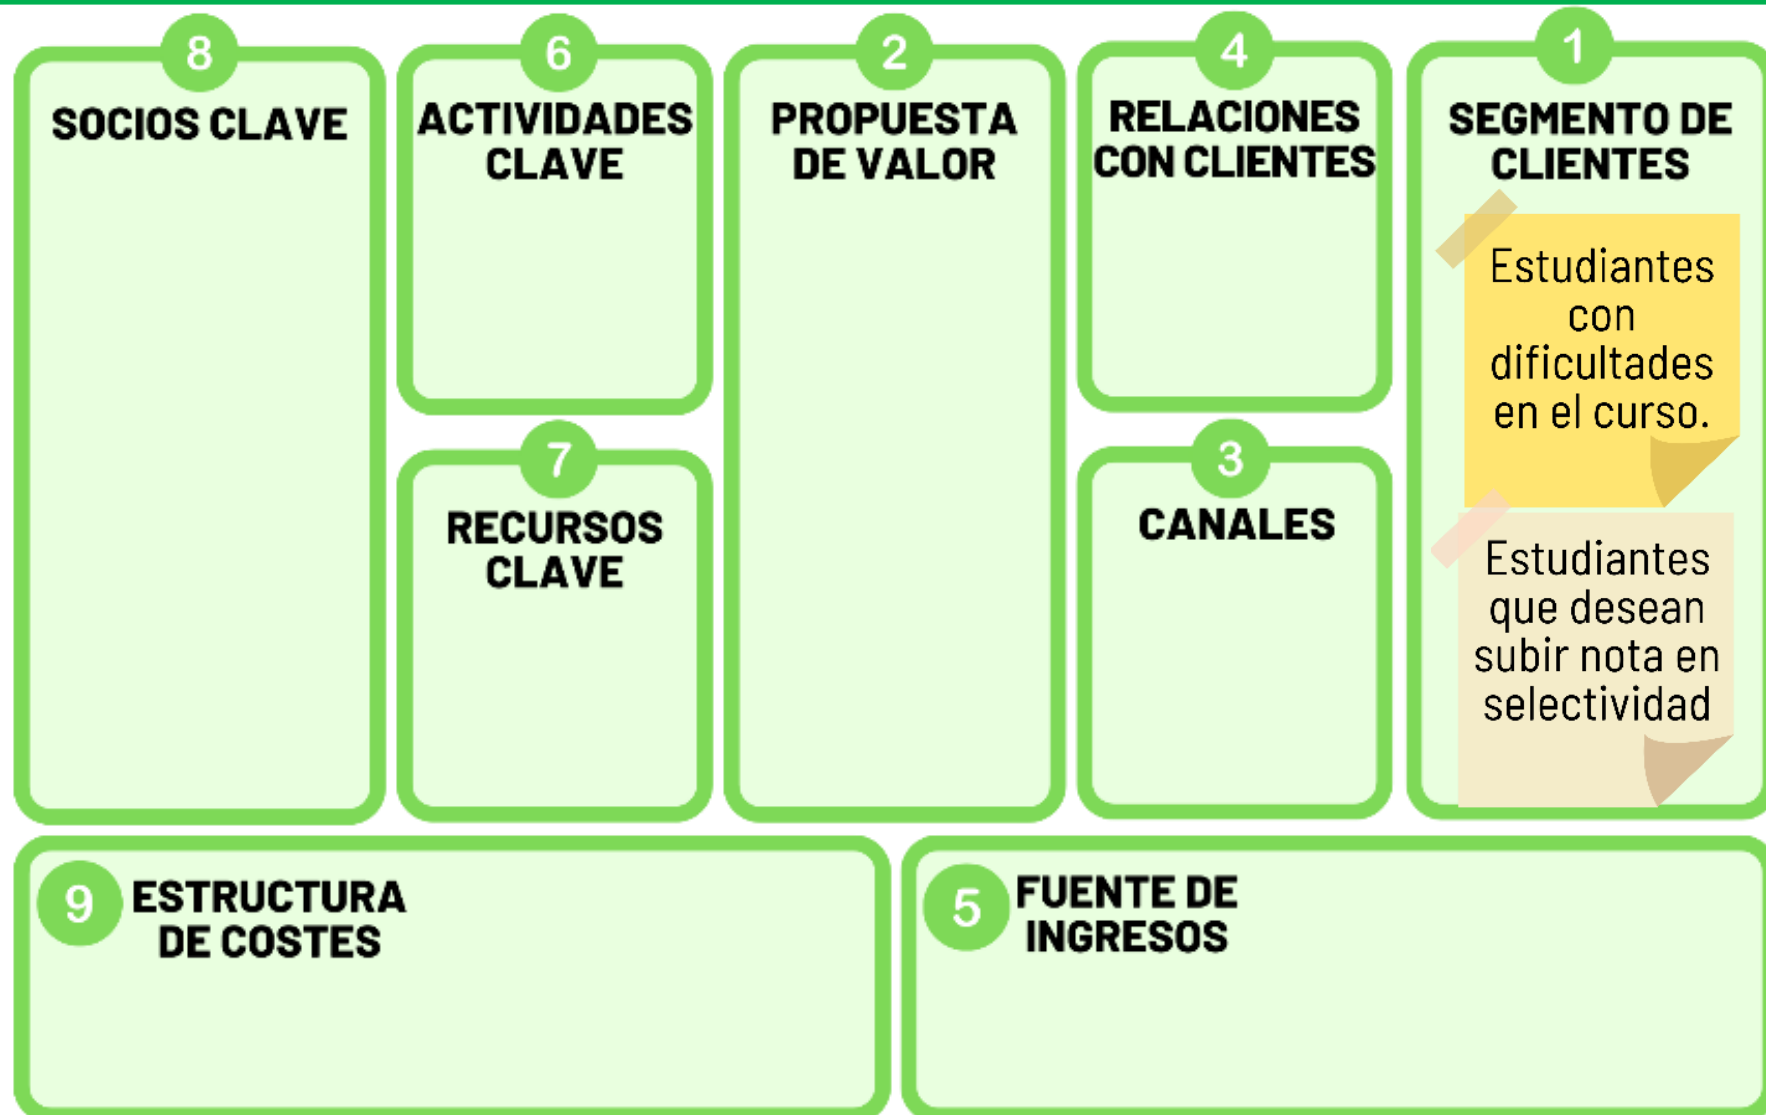 8
SOCIOS CLAVE
6
ACTIVIDADES
CLAVE
7
RECURSOS
CLAVE
2
PROPUESTA
DE VALOR
4
RELACIONES
CON CLIENTES
3
CANALES
1
SEGMENTO DE
CLIENTES
Estudiantes
con
dificultades
en el curso.
Estudiantes
que desean
subir nota en
selectividad
9
ESTRUCTURA
DE COSTES
5
FUENTE DE
INGRESOS